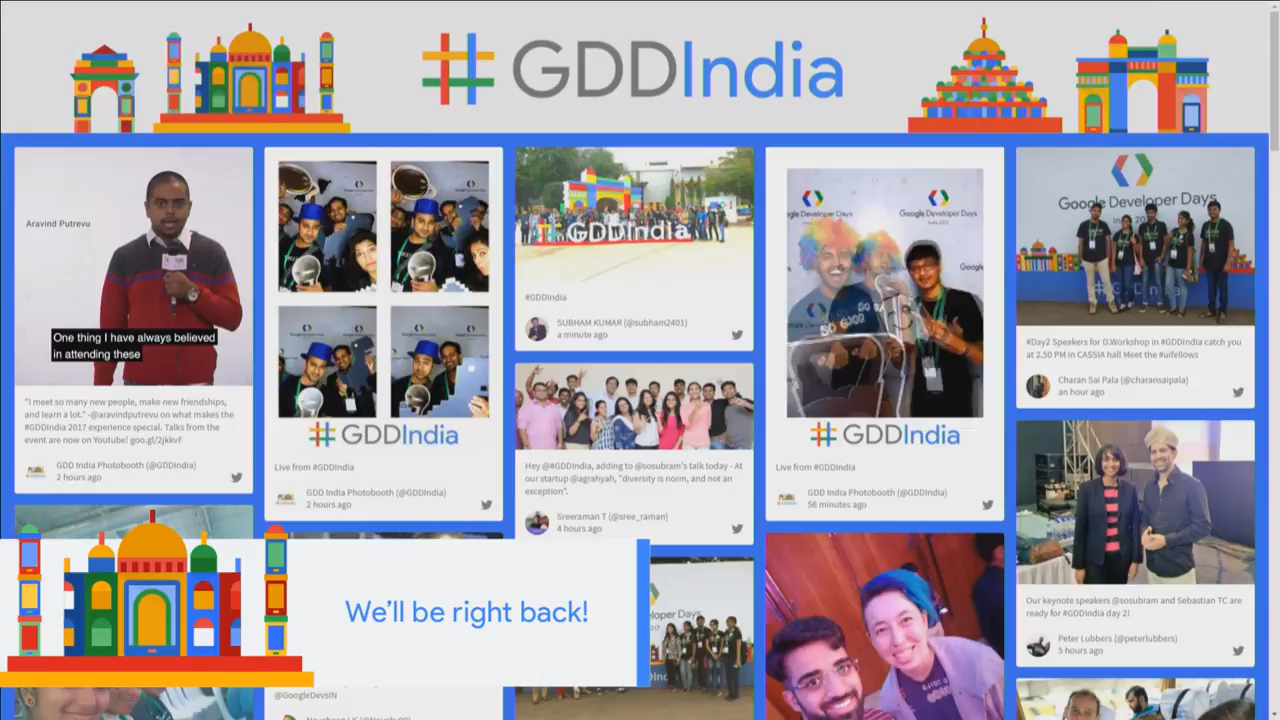 #GDDIndia
Aravind Putrevu
One thing I have always believed
in attending these
"I meet so many new people, make new friendships,
and learn a lot." -@aravindputrevu on what makes the
#GDDIndia 2017 experience special. Talks from the
event are now on Youtube! goo.gl/2jkkvF
GDD India Photobooth (@GDDIndia)
2 hours ago
#GDDIndia
Live from #GDDIndia
GDD India Photobooth (@GDDIndia)
2 hours ago
#GDDIndia
#GDDIndia
SUBHAM KUMAR (@subham2401)
a minute ago
Hey @#GDDIndia, adding to @sosubram's talk today - At
our startup @agrahyah, "diversity is norm, and not an
exception".
Sreeraman T (@sree_raman)
4 hours ago
Google Developer Days
SO GOOD
#GDDIndia
Live from #GDDIndia
GDD India Photobooth (@GDDIndia)
56 minutes ago
Google Developer Days
#GDDIndia
#Day2 Speakers for D.Workshop in #GDDIndia catch you
at 2.50 PM in CASSIA hall Meet the #uifellows
Charan Sai Pala (@charansaipala)
an hour ago
Our keynote speakers @sosubram and Sebastian TC are
ready for #GDDIndia day 2!
Peter Lubbers (@peterlubbers)
5 hours ago
We'll be right back!
eloper Days
@GoogleDevsIN